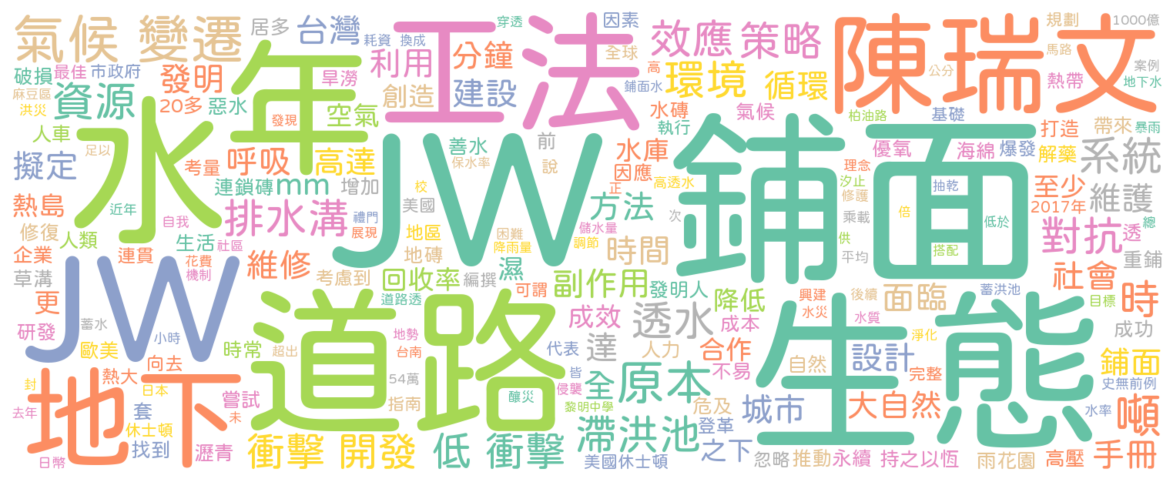 氣候 變遷
居多
台灣
耗資
換成
穿透
因素
工法
效應
策略
陳瑞文
規劃
1000億
馬路
案例
破損
最佳
市政府
發明
旱澇
利用
分鐘
全球
鋪面水
高
環境
循環
公分
熱帶
地下水
麻豆區
洪災
資源
20多
惡水
年
空氣
創造
建設
水磚
執行
氣候
柏油路
基礎
打造
帶來
暴雨
人車
水
發現
足以
考量
呼吸
高達
JW
善水
保水率
前
說
水庫
因應
正
鋪面
理念
優氧
海綿
爆發
解藥
系統
擬定
連鎖磚
mm
增加
校
美國
方法
高透水
汐止
修護
抽乾
至少
2017年
維護
熱島
近年
自我
排水溝
禮門
展現
地區
困難
降雨量
儲水量
調節
次
乘載
供
倍
低於
搭配
對抗
透
總
修復
人類
生活
社區
地磚
時間
平均
重鋪
企業
連貫
花費
機制
維修
考慮到
回收率
編撰
濕
副作用
發明人
社會
草溝
JW
更
道路透
可謂
降低
興建
水災
後續
面臨
蓄洪池
目標
時
研發
蓄水
小時
道路
地勢
成效
透水
成本
水質
淨化
成功
歐美
時常
超出
台南
代表
達
人力
合作
生態
設計
鋪面
地下
熱大
向去
日本
54萬
皆
侵襲
全
原本
不易
自然
完整
史無前例
去年
封
套
嘗試
未
指南
釀災
黎明中學
危及
城市
大自然
水率
噸
休士頓
找到
瀝青
日幣
衝擊 開發
低 衝擊
滯洪池
美國休士頓
登革
之下
忽略
推動
永續
持之以恆
雨花園
高壓
手冊